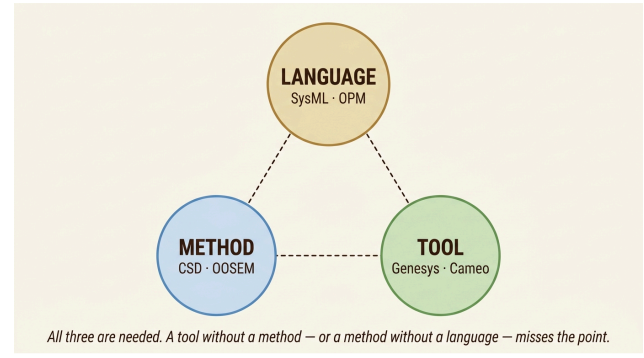 LANGUAGE
SysML · OPM
METHOD
CSD · OOSEM
TOOL
Genesys · Cameo
All three are needed. A tool without a method — or a method without a language — misses the point.